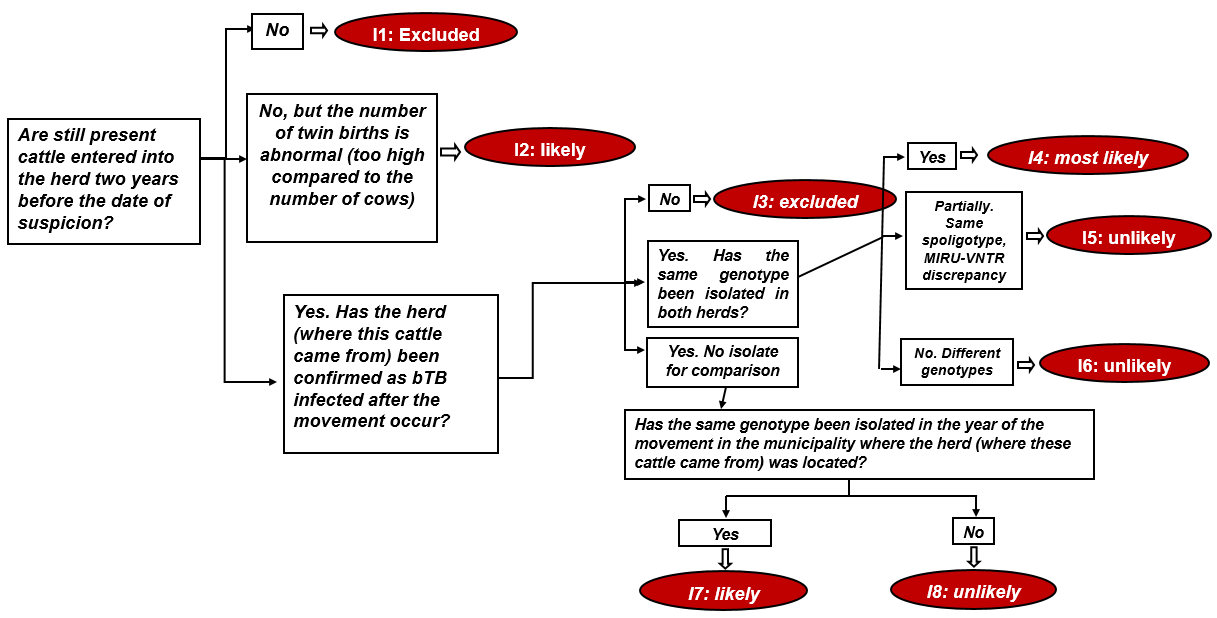 No
I1: Excluded
No, but the number
of twin births is
abnormal (too high
compared to the
number of cows)
I2: likely
Are still present
cattle entered into
the herd two years
before the date of
suspicion?
Yes. Has the herd
(where this cattle
came from) been
confirmed as bTB
infected after the
movement occur?
No
I3: excluded
Yes. Has the
same genotype
been isolated in
both herds?
Yes
I4: most likely
Partially.
Same
spoligotype,
MIRU-VNTR
discrepancy
I5: unlikely
No. Different
genotypes
I6: unlikely
Yes. No isolate
for comparison
Has the same genotype been isolated in the year of the
movement in the municipality where the herd (where these
cattle came from) was located?
Yes
I7: likely
No
I8: unlikely